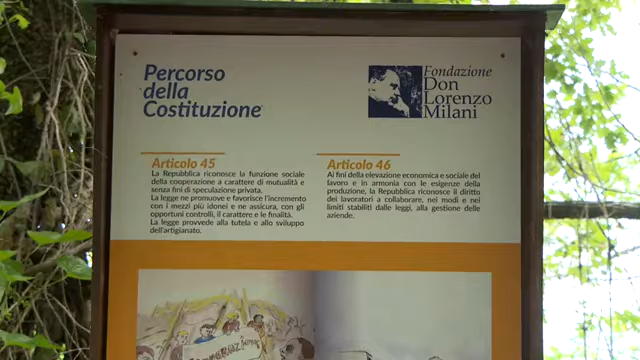 Percorso
della
Costituzione
Fondazione
Don
Lorenzo
Milani
Articolo 45
La Repubblica riconosce la funzione sociale
della cooperazione a carattere di mutualità e
senza fini di speculazione privata.
La legge ne promuove e favorisce l'incremento
con i mezzi più idonei e ne assicura, con gli
opportuni controlli, il carattere e le finalità.
La legge provvede alla tutela e allo sviluppo
dell'artigianato.
Articolo 46
Ai fini della elevazione economica e sociale del
lavoro e in armonia con le esigenze della
produzione, la Repubblica riconosce il diritto
dei lavoratori a collaborare, nei modi e nei
limiti stabiliti dalle leggi, alla gestione delle
aziende.